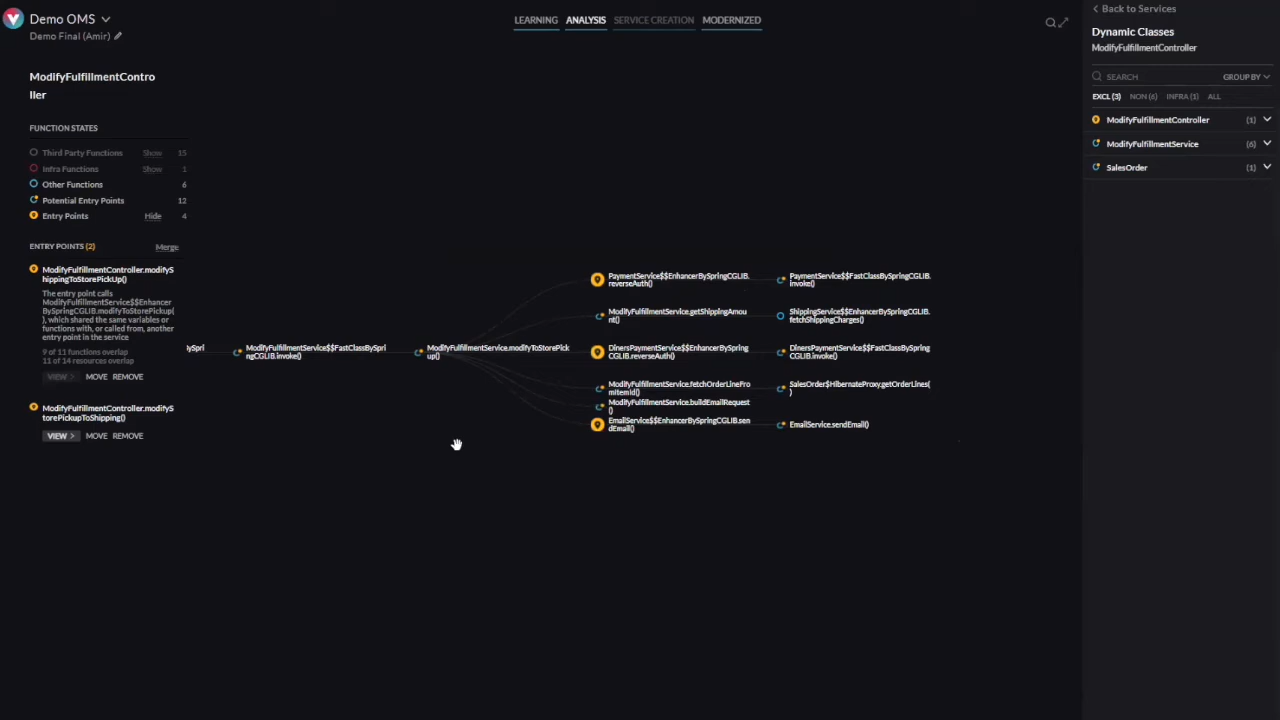 Demo OMS
Demo Final (Amir)
LEARNING
ANALYSIS
SERVICE CREATION
MODERNIZED
ModifyFulfillmentContro
ller
FUNCTION STATES
Third Party Functions Show 15
Infra Functions Show 1
Other Functions 6
Potential Entry Points 12
Entry Points Hide 4
ENTRY POINTS (2) Merge
ModifyFulfillmentController.modifyS
hippingToStorePickUp()
The entry point calls
ModifyFulfillmentService$$Enhancer
BySpringCGLIB.modifyToStorePickup(
), which shared the same variables or
functions with, or called from, another
entry point in the service
9 of 11 functions overlap
11 of 14 resources overlap
VIEW > MOVE REMOVE
ModifyFulfillmentController.modifyS
torePickupToShipping()
VIEW > MOVE REMOVE
ySpri
ModifyFulfillmentService$$FastClassBySpri
ngCGLIB.invoke()
ModifyFulfillmentService.modifyToStorePick
up()
PaymentService$$EnhancerBySpringCGLIB.
reverseAuth()
PaymentService$$FastClassBySpringCGLIB.
invoke()
ModifyFulfillmentService.getShippingAmou
nt()
ShippingService$$EnhancerBySpringCGLIB.
fetchShippingCharges()
DinersPaymentService$$EnhancerBySpring
CGLIB.reverseAuth()
DinersPaymentService$$FastClassBySpring
CGLIB.invoke()
ModifyFulfillmentService.fetchOrderLineFro
mItemId()
SalesOrder$HibernateProxy.getOrderLines(
)
ModifyFulfillmentService.buildEmailRequest
()
EmailService$$EnhancerBySpringCGLIB.sen
dEmail()
EmailService.sendEmail()
Back to Services
Dynamic Classes
ModifyFulfillmentController
SEARCH GROUP BY
EXCL (3) NON (6) INFRA (1) ALL
ModifyFulfillmentController (1)
ModifyFulfillmentService (6)
SalesOrder (1)